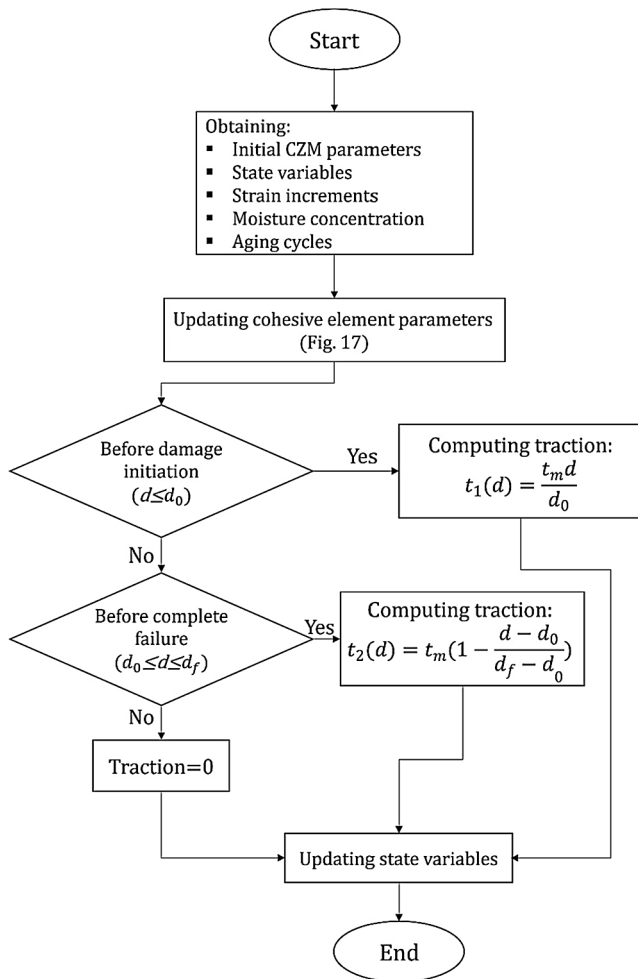 Start
Obtaining:
▪ Initial CZM parameters
▪ State variables
▪ Strain increments
▪ Moisture concentration
▪ Aging cycles
Updating cohesive element parameters
(Fig. 17)
Before damage
initiation
(d≤d₀)
Yes
Computing traction:
t₁(d) = tₘd/d₀
No
Before complete
failure
(d₀≤d≤d_f)
Yes
Computing traction:
t₂(d) = tₘ(1 − (d − d₀)/(d_f − d₀))
No
Traction=0
Updating state variables
End